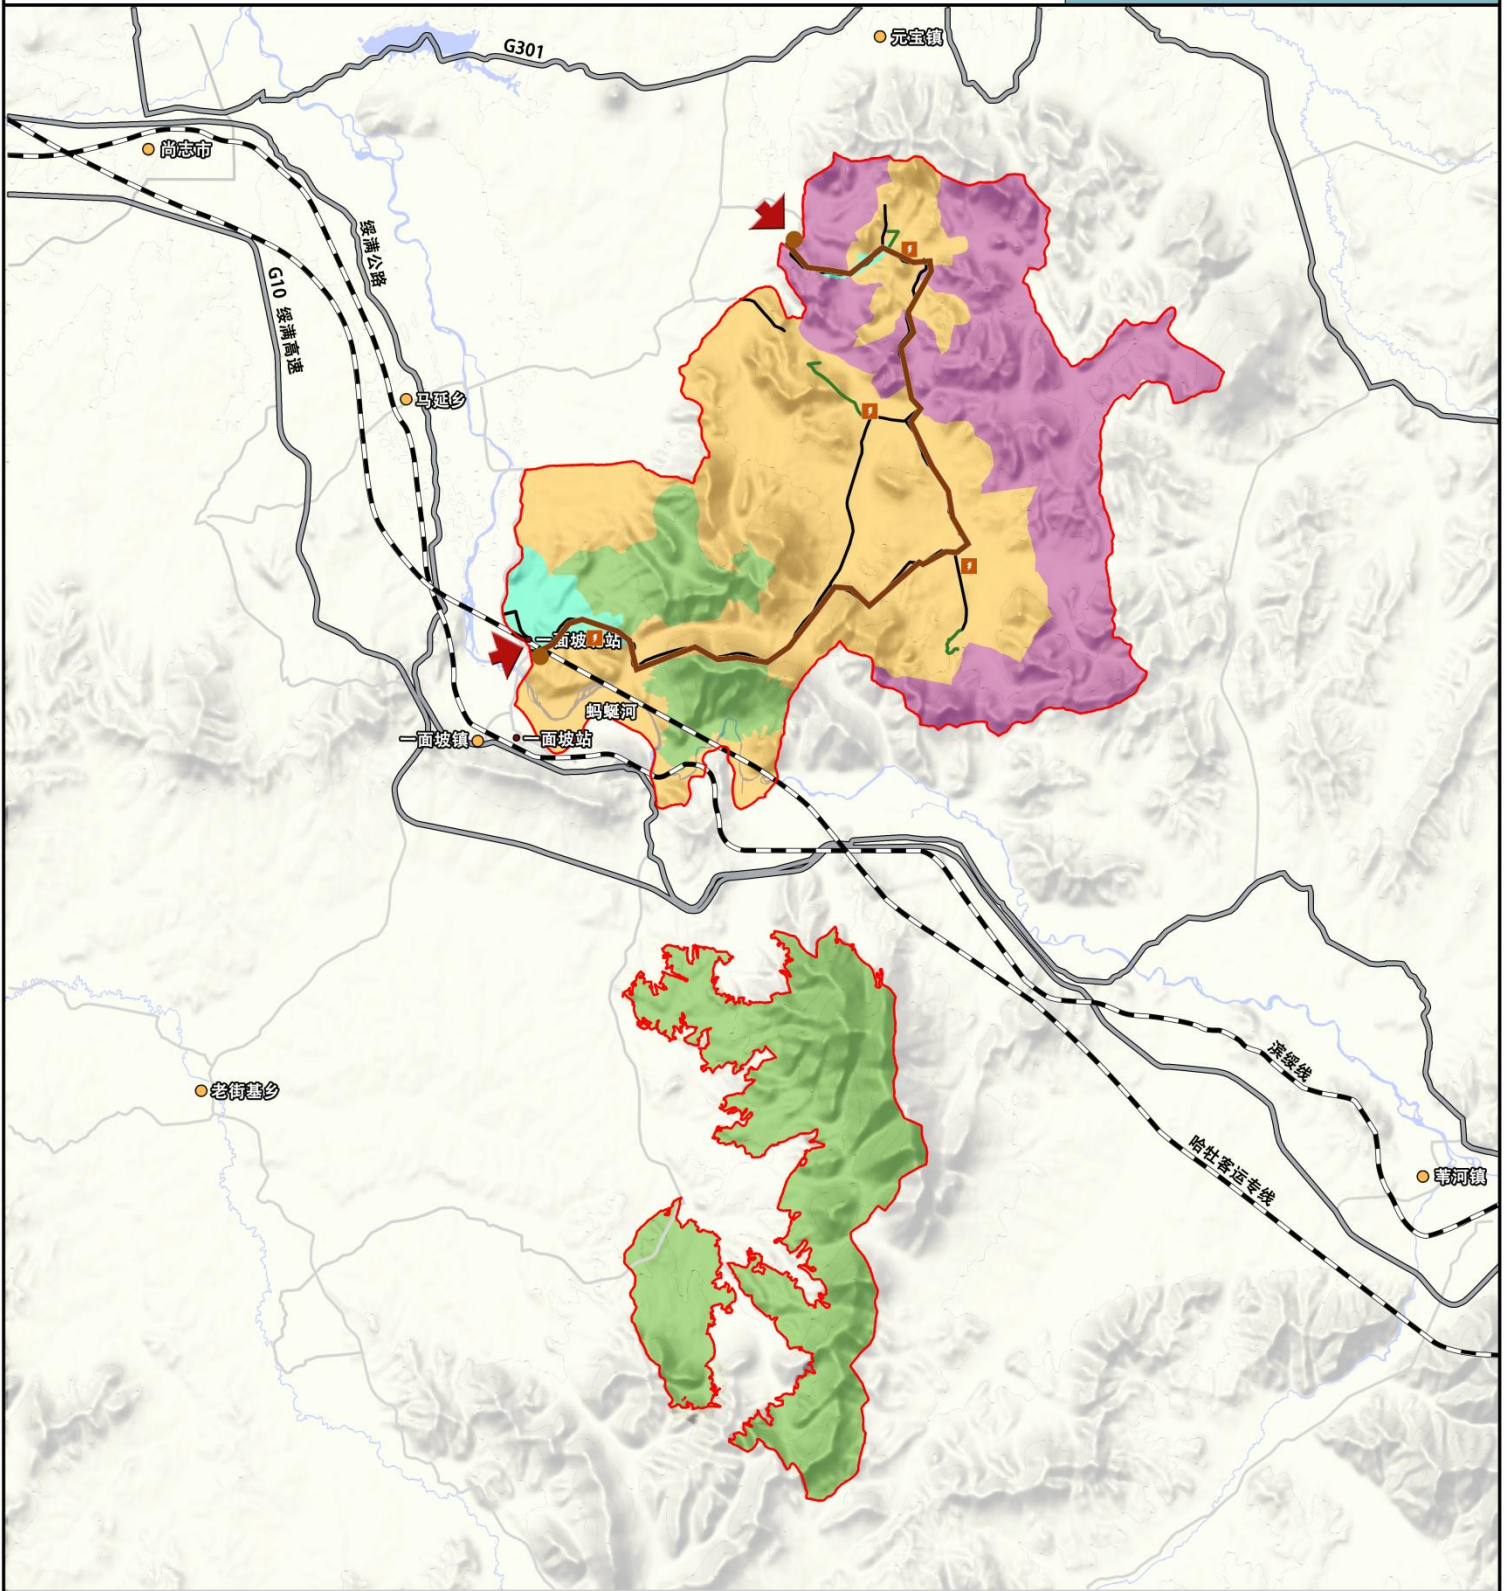 元宝镇
G301
尚志市
绥满公路
G10 绥满高速
马延乡
一面坡
站
蚂蜒河
一面坡镇
一面坡站
滨绥线
老街基乡
哈牡客运专线
苇河镇